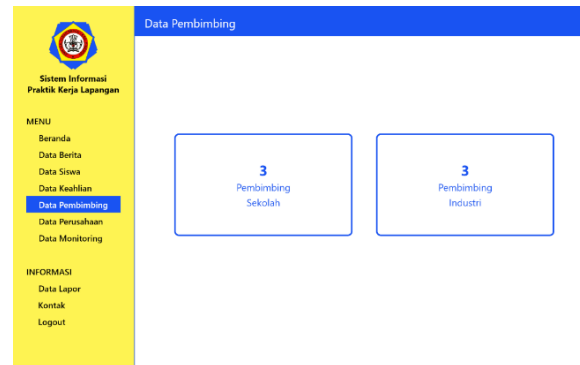 Sistem Informasi
Praktik Kerja Lapangan
MENU
Beranda
Data Berita
Data Siswa
Data Keahlian
Data Pembimbing
Data Perusahaan
Data Monitoring
INFORMASI
Data Lapor
Kontak
Logout
Data Pembimbing
3
Pembimbing
Sekolah
3
Pembimbing
Industri